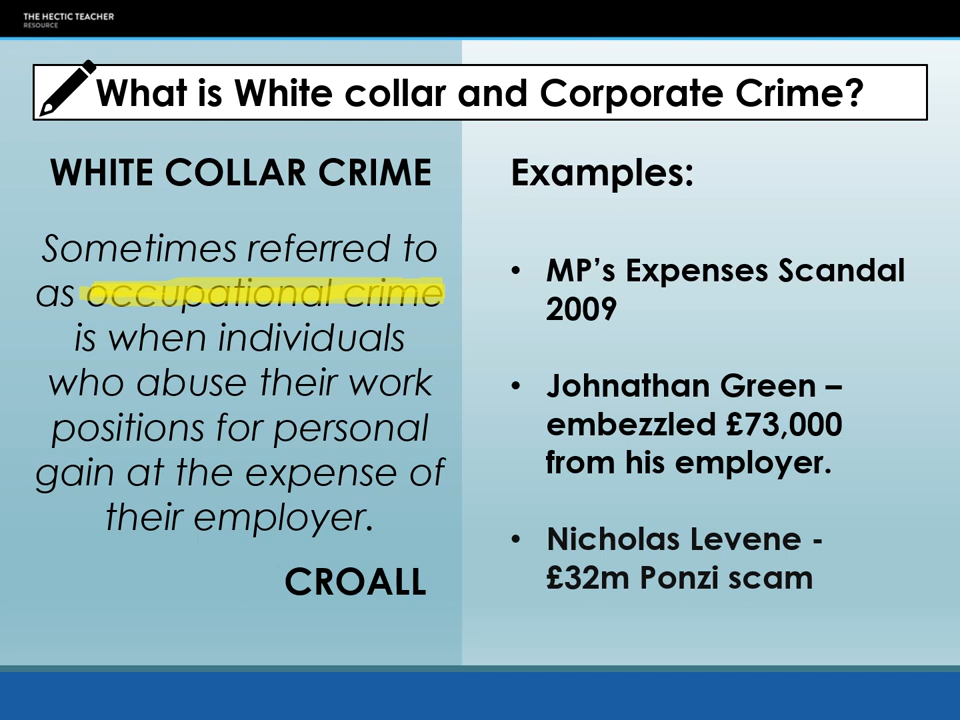 THE HECTIC TEACHER
RESOURCE
What is White collar and Corporate Crime?
WHITE COLLAR CRIME
Sometimes referred to
as occupational crime
is when individuals
who abuse their work
positions for personal
gain at the expense of
their employer.
CROALL
Examples:
• MP’s Expenses Scandal
2009
• Johnathan Green –
embezzled £73,000
from his employer.
• Nicholas Levene -
£32m Ponzi scam